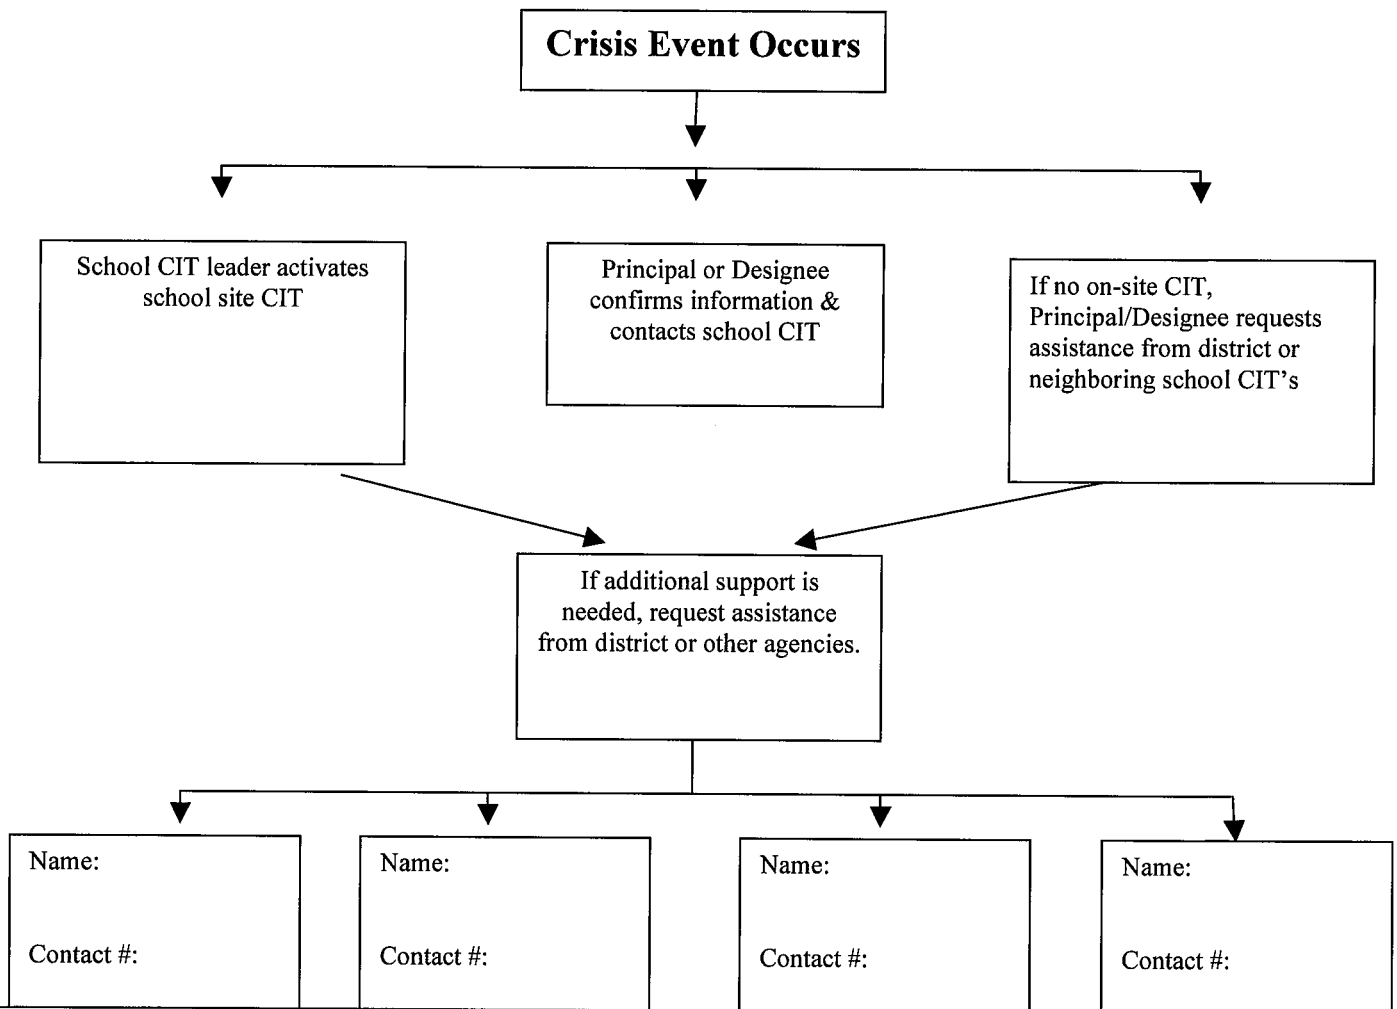 Crisis Event Occurs
School CIT leader activates
school site CIT
Principal or Designee
confirms information &
contacts school CIT
If no on-site CIT,
Principal/Designee requests
assistance from district or
neighboring school CIT's
If additional support is
needed, request assistance
from district or other agencies.
Name:
Contact #:
Name:
Contact #:
Name:
Contact #:
Name:
Contact #: